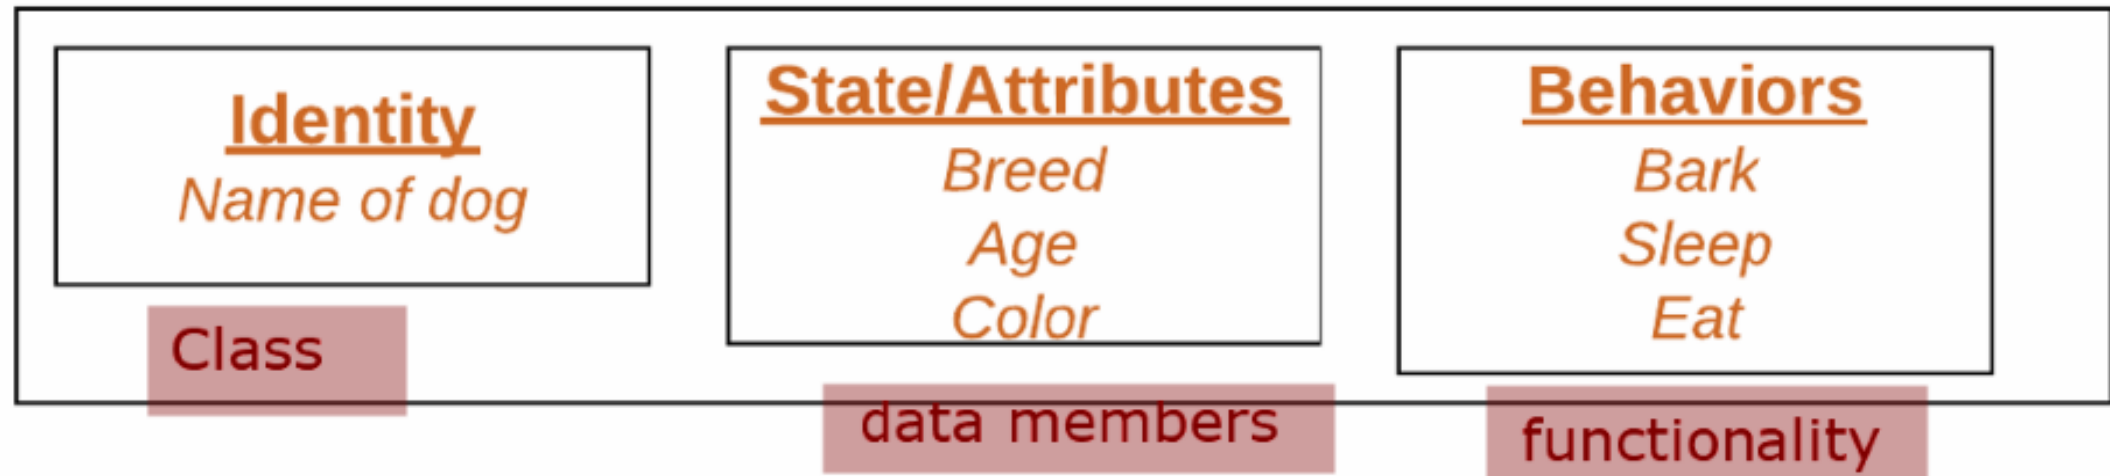 Identity
Name of dog
Class
State/Attributes
Breed
Age
Color
data members
Behaviors
Bark
Sleep
Eat
functionality